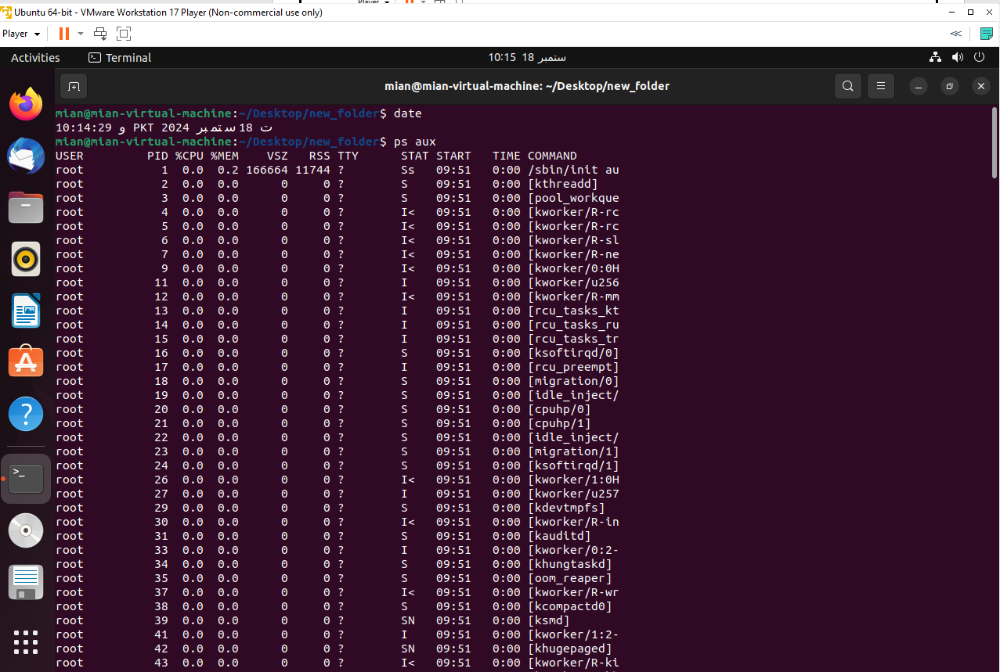 Ubuntu 64-bit - VMware Workstation 17 Player (Non-commercial use only)
Player
Activities Terminal 10:15 18 ستمبر
mian@mian-virtual-machine: ~/Desktop/new_folder
mian@mian-virtual-machine:~/Desktop/new_folder$ date
10:14:29 و PKT 2024 ستمبر 18 ت
mian@mian-virtual-machine:~/Desktop/new_folder$ ps aux
USER PID %CPU %MEM VSZ RSS TTY STAT START TIME COMMAND
root 1 0.0 0.2 166664 11744 ? Ss 09:51 0:00 /sbin/init au
root 2 0.0 0.0 0 0 ? S 09:51 0:00 [kthreadd]
root 3 0.0 0.0 0 0 ? S 09:51 0:00 [pool_workque
root 4 0.0 0.0 0 0 ? I< 09:51 0:00 [kworker/R-rc
root 5 0.0 0.0 0 0 ? I< 09:51 0:00 [kworker/R-rc
root 6 0.0 0.0 0 0 ? I< 09:51 0:00 [kworker/R-sl
root 7 0.0 0.0 0 0 ? I< 09:51 0:00 [kworker/R-ne
root 9 0.0 0.0 0 0 ? I< 09:51 0:00 [kworker/0:0H
root 11 0.0 0.0 0 0 ? I 09:51 0:00 [kworker/u256
root 12 0.0 0.0 0 0 ? I< 09:51 0:00 [kworker/R-mm
root 13 0.0 0.0 0 0 ? I 09:51 0:00 [rcu_tasks_kt
root 14 0.0 0.0 0 0 ? I 09:51 0:00 [rcu_tasks_ru
root 15 0.0 0.0 0 0 ? I 09:51 0:00 [rcu_tasks_tr
root 16 0.0 0.0 0 0 ? S 09:51 0:00 [ksoftirqd/0]
root 17 0.0 0.0 0 0 ? I 09:51 0:00 [rcu_preempt]
root 18 0.0 0.0 0 0 ? S 09:51 0:00 [migration/0]
root 19 0.0 0.0 0 0 ? S 09:51 0:00 [idle_inject/
root 20 0.0 0.0 0 0 ? S 09:51 0:00 [cpuhp/0]
root 21 0.0 0.0 0 0 ? S 09:51 0:00 [cpuhp/1]
root 22 0.0 0.0 0 0 ? S 09:51 0:00 [idle_inject/
root 23 0.0 0.0 0 0 ? S 09:51 0:00 [migration/1]
root 24 0.0 0.0 0 0 ? S 09:51 0:00 [ksoftirqd/1]
root 26 0.0 0.0 0 0 ? I< 09:51 0:00 [kworker/1:0H
root 27 0.0 0.0 0 0 ? I 09:51 0:00 [kworker/u257
root 29 0.0 0.0 0 0 ? S 09:51 0:00 [kdevtmpfs]
root 30 0.0 0.0 0 0 ? I< 09:51 0:00 [kworker/R-in
root 31 0.0 0.0 0 0 ? S 09:51 0:00 [kauditd]
root 33 0.0 0.0 0 0 ? I 09:51 0:00 [kworker/0:2-
root 34 0.0 0.0 0 0 ? S 09:51 0:00 [khungtaskd]
root 35 0.0 0.0 0 0 ? S 09:51 0:00 [oom_reaper]
root 37 0.0 0.0 0 0 ? I< 09:51 0:00 [kworker/R-wr
root 38 0.0 0.0 0 0 ? S 09:51 0:00 [kcompactd0]
root 39 0.0 0.0 0 0 ? SN 09:51 0:00 [ksmd]
root 41 0.0 0.0 0 0 ? I 09:51 0:00 [kworker/1:2-
root 42 0.0 0.0 0 0 ? SN 09:51 0:00 [khugepaged]
root 43 0.0 0.0 0 0 ? I< 09:51 0:00 [kworker/R-ki